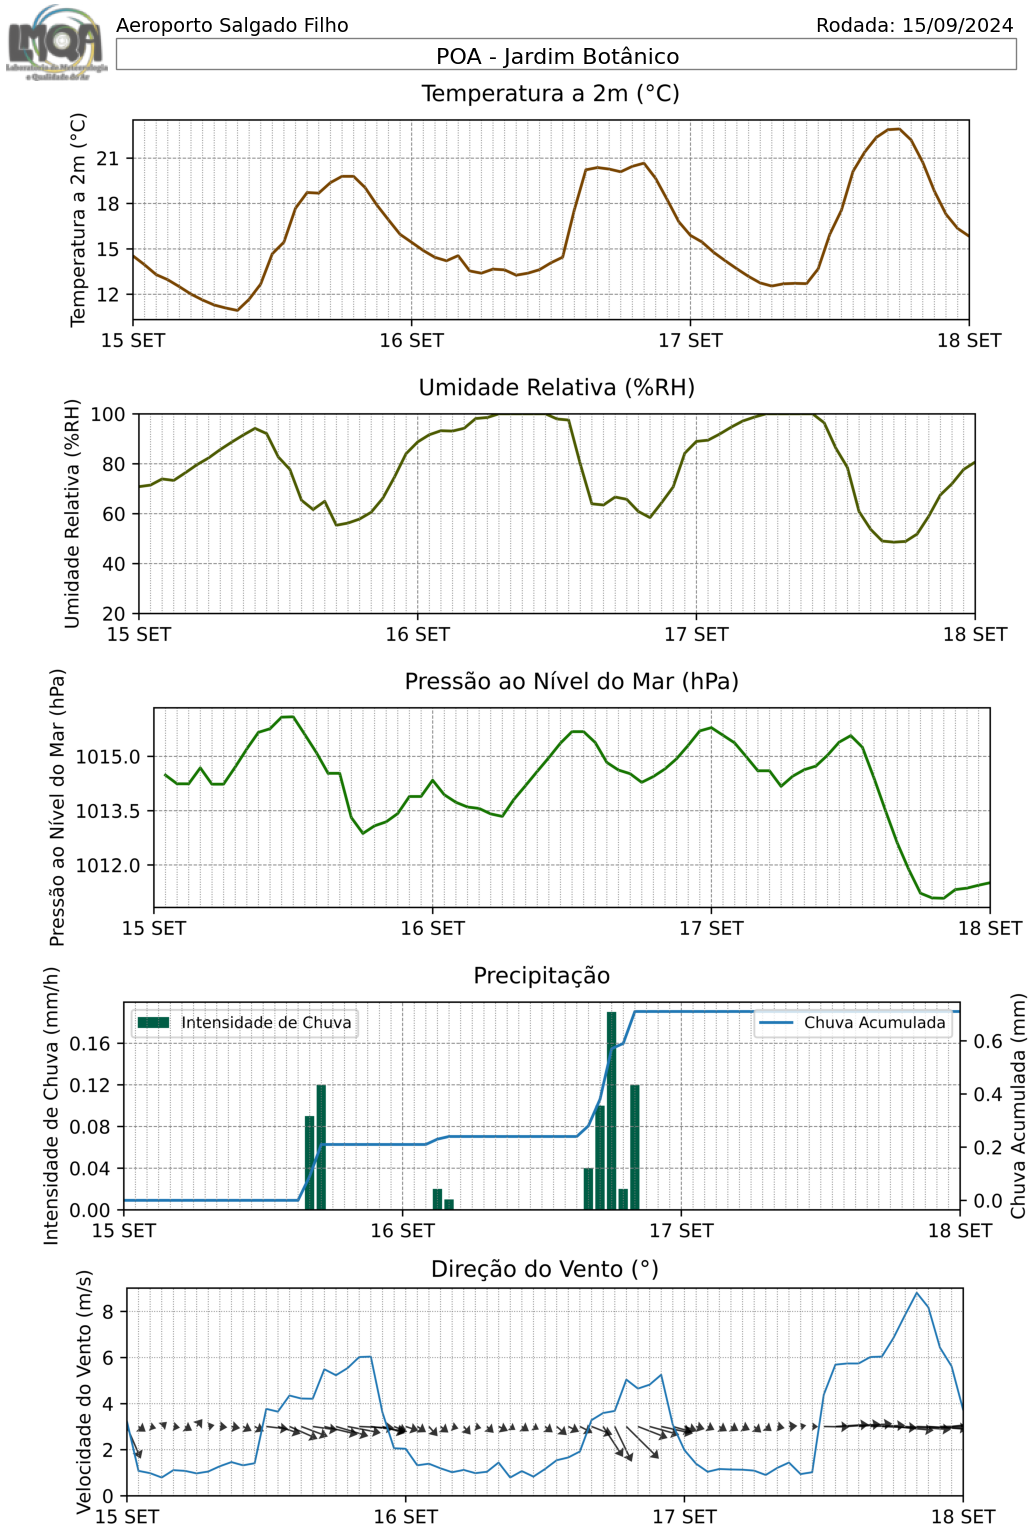 LMQA
Laboratório de Meteorologia
e Qualidade do Ar
Aeroporto Salgado Filho
Rodada: 15/09/2024
POA - Jardim Botânico
Temperatura a 2m (°C)
Temperatura a 2m (°C)
21
18
15
12
15 SET 16 SET 17 SET 18 SET
Umidade Relativa (%RH)
Umidade Relativa (%RH)
100
80
60
40
20
15 SET 16 SET 17 SET 18 SET
Pressão ao Nível do Mar (hPa)
Pressão ao Nível do Mar (hPa)
1015.0
1013.5
1012.0
15 SET 16 SET 17 SET 18 SET
Precipitação
Intensidade de Chuva (mm/h)
Intensidade de Chuva
Chuva Acumulada
0.16
0.12
0.08
0.04
0.00
0.6
0.4
0.2
0.0
Chuva Acumulada (mm)
15 SET 16 SET 17 SET 18 SET
Direção do Vento (°)
Velocidade do Vento (m/s)
8
6
4
2
0
15 SET 16 SET 17 SET 18 SET